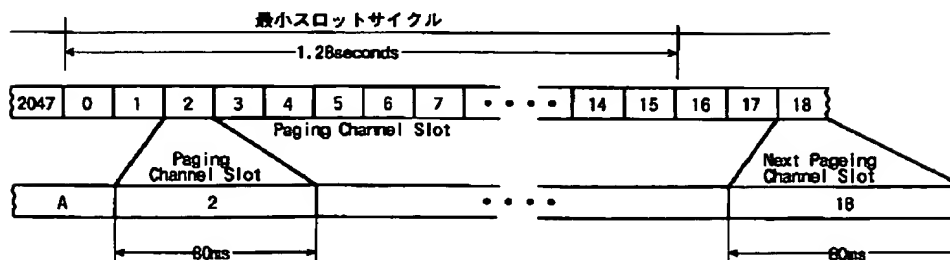 最小スロットサイクル
1.28seconds
2047 0 1 2 3 4 5 6 7 • • • • 14 15 16 17 18
Paging Channel Slot
Paging
Channel Slot
Next Pageing
Channel Slot
A 2 • • • • 18
80ms 80ms